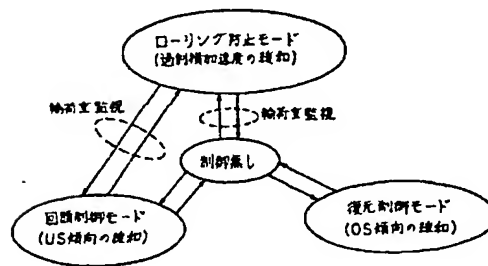 ローリング防止モード
(過剰横加速度の緩和)
輪荷重監視
輪荷重監視
制御無し
回頭制御モード
(US傾向の緩和)
復元制御モード
(OS傾向の緩和)